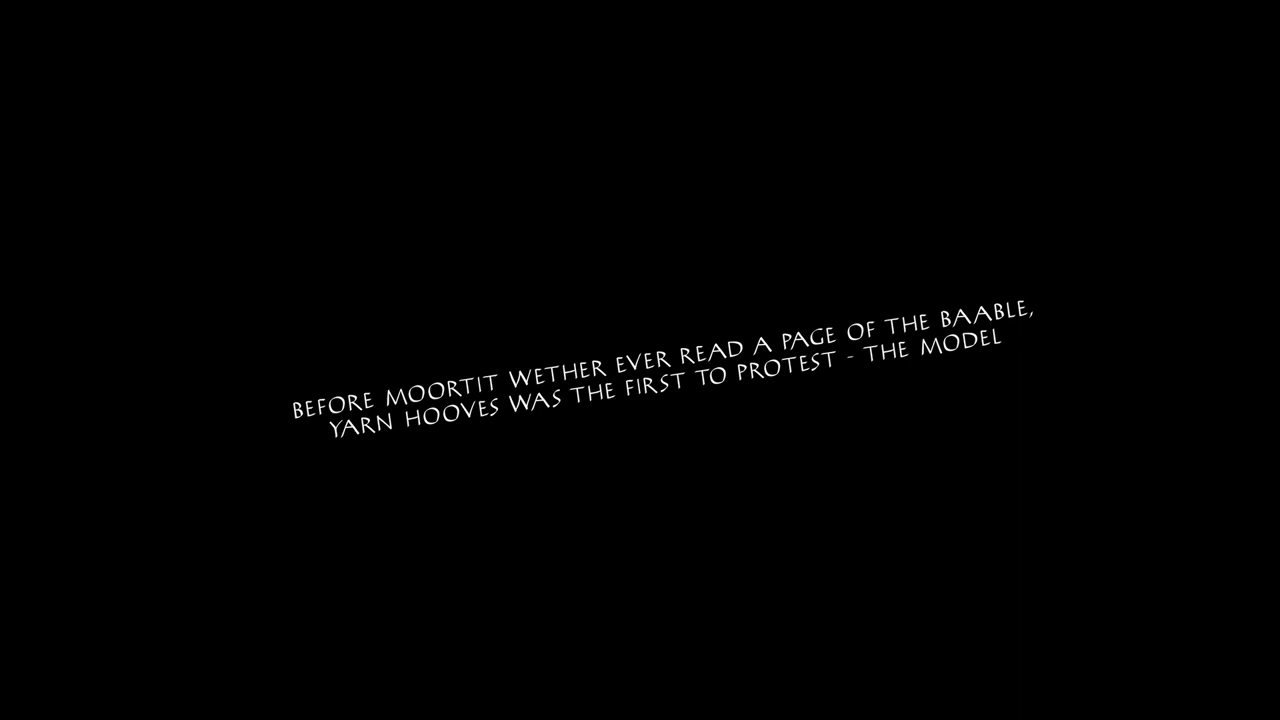 BEFORE MOORTIT WETHER EVER READ A PAGE OF THE BAABLE,
YARN HOOVES WAS THE FIRST TO PROTEST - THE MODEL